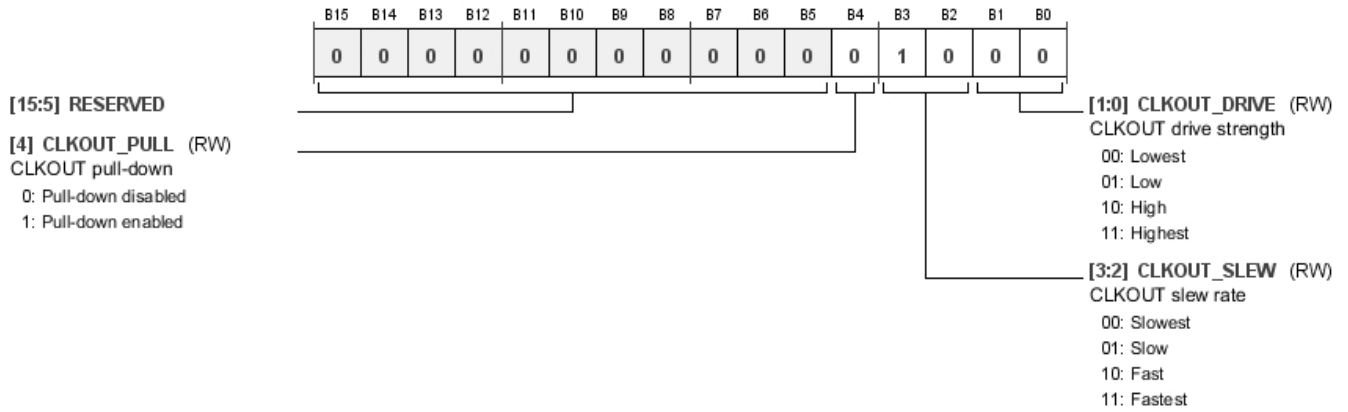 B15 B14 B13 B12 B11 B10 B9 B8 B7 B6 B5 B4 B3 B2 B1 B0
0 0 0 0 0 0 0 0 0 0 0 0 1 0 0 0
[15:5] RESERVED
[4] CLKOUT_PULL (RW)
CLKOUT pull-down
0: Pull-down disabled
1: Pull-down enabled
[1:0] CLKOUT_DRIVE (RW)
CLKOUT drive strength
00: Lowest
01: Low
10: High
11: Highest
[3:2] CLKOUT_SLEW (RW)
CLKOUT slew rate
00: Slowest
01: Slow
10: Fast
11: Fastest